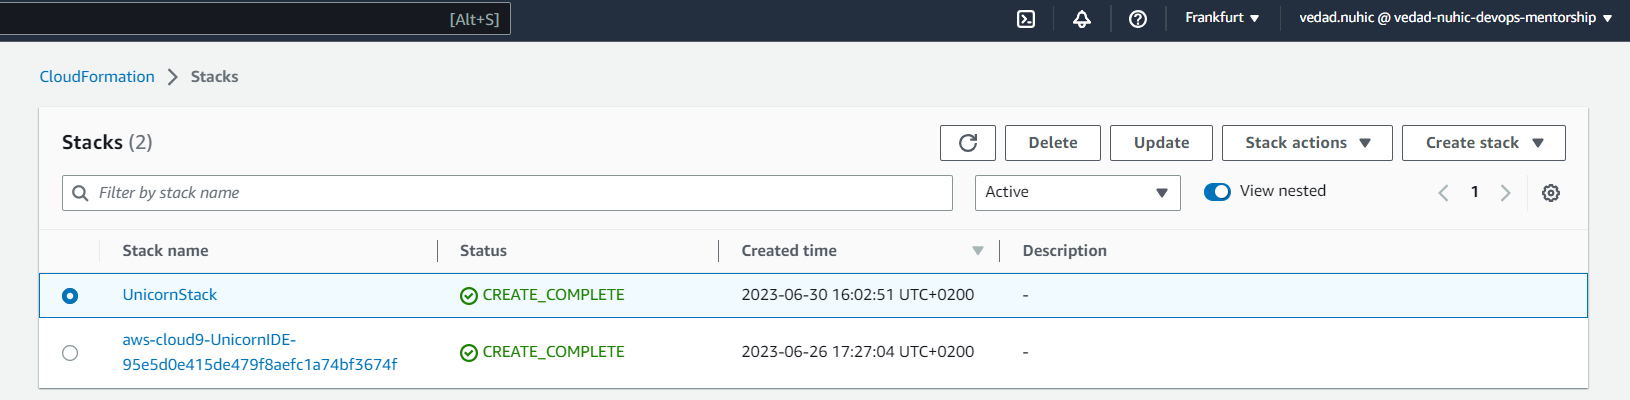 [Alt+S] Frankfurt ▼ vedad.nuhic @ vedad-nuhic-devops-mentorship ▼
CloudFormation > Stacks
Stacks (2) Delete Update Stack actions ▼ Create stack ▼
Filter by stack name Active ▼ View nested < 1 >
Stack name Status Created time ▼ Description
UnicornStack CREATE_COMPLETE 2023-06-30 16:02:51 UTC+0200 -
aws-cloud9-UnicornIDE-
95e5d0e415de479f8aefc1a74bf3674f CREATE_COMPLETE 2023-06-26 17:27:04 UTC+0200 -